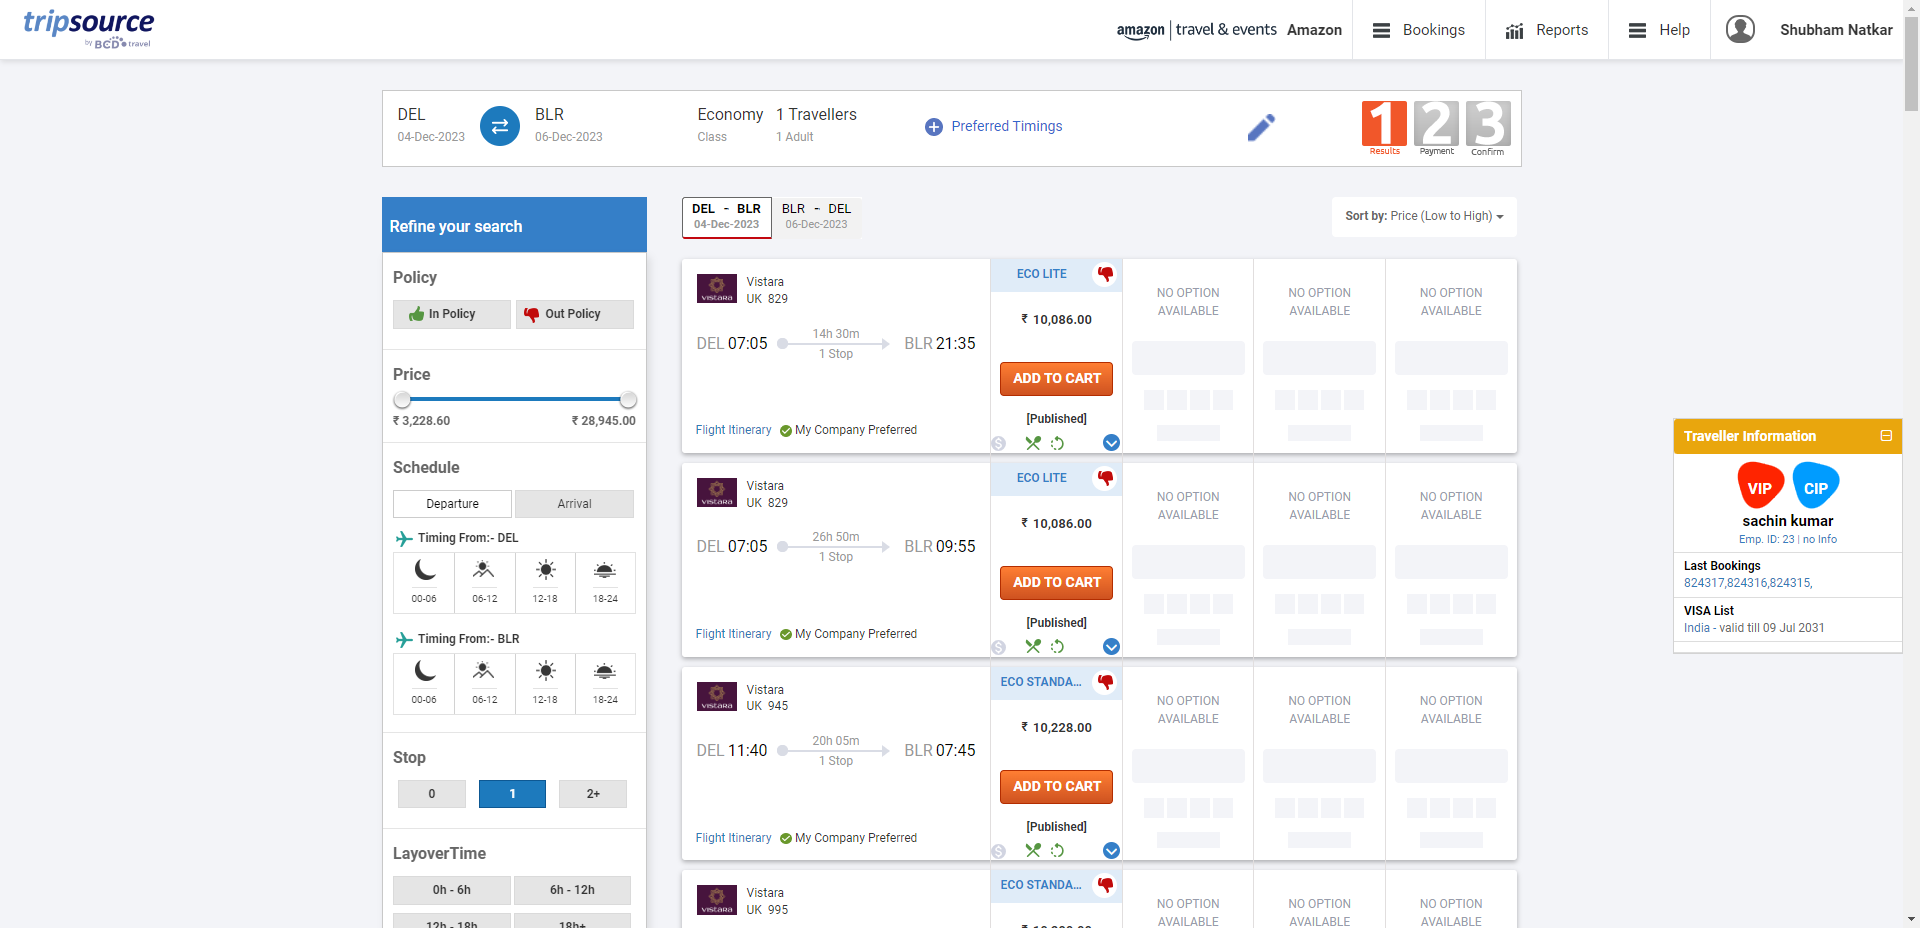 tripsource
by BCD travel
amazon | travel & events Amazon
Bookings
Reports
Help
Shubham Natkar
DEL
04-Dec-2023
BLR
06-Dec-2023
Economy
Class
1 Travellers
1 Adult
Preferred Timings
1 2 3
Results Payment Confirm
Refine your search
Policy
In Policy
Out Policy
Price
₹ 3,228.60
₹ 28,945.00
Schedule
Departure
Arrival
Timing From:- DEL
00-06 06-12 12-18 18-24
Timing From:- BLR
00-06 06-12 12-18 18-24
Stop
0 1 2+
LayoverTime
0h - 6h
6h - 12h
12h - 18h
18h+
DEL - BLR
04-Dec-2023
BLR - DEL
06-Dec-2023
Sort by: Price (Low to High)
VISTARA
Vistara
UK 829
DEL 07:05
14h 30m
1 Stop
BLR 21:35
Flight Itinerary
My Company Preferred
ECO LITE
₹ 10,086.00
ADD TO CART
[Published]
$
NO OPTION
AVAILABLE
NO OPTION
AVAILABLE
NO OPTION
AVAILABLE
VISTARA
Vistara
UK 829
DEL 07:05
26h 50m
1 Stop
BLR 09:55
Flight Itinerary
My Company Preferred
ECO LITE
₹ 10,086.00
ADD TO CART
[Published]
$
NO OPTION
AVAILABLE
NO OPTION
AVAILABLE
NO OPTION
AVAILABLE
VISTARA
Vistara
UK 945
DEL 11:40
20h 05m
1 Stop
BLR 07:45
Flight Itinerary
My Company Preferred
ECO STANDA...
₹ 10,228.00
ADD TO CART
[Published]
$
NO OPTION
AVAILABLE
NO OPTION
AVAILABLE
NO OPTION
AVAILABLE
VISTARA
Vistara
UK 995
ECO STANDA...
NO OPTION
AVAILABLE
NO OPTION
AVAILABLE
NO OPTION
AVAILABLE
Traveller Information
VIP CIP
sachin kumar
Emp. ID: 23 | no Info
Last Bookings
824317,824316,824315,
VISA List
India - valid till 09 Jul 2031